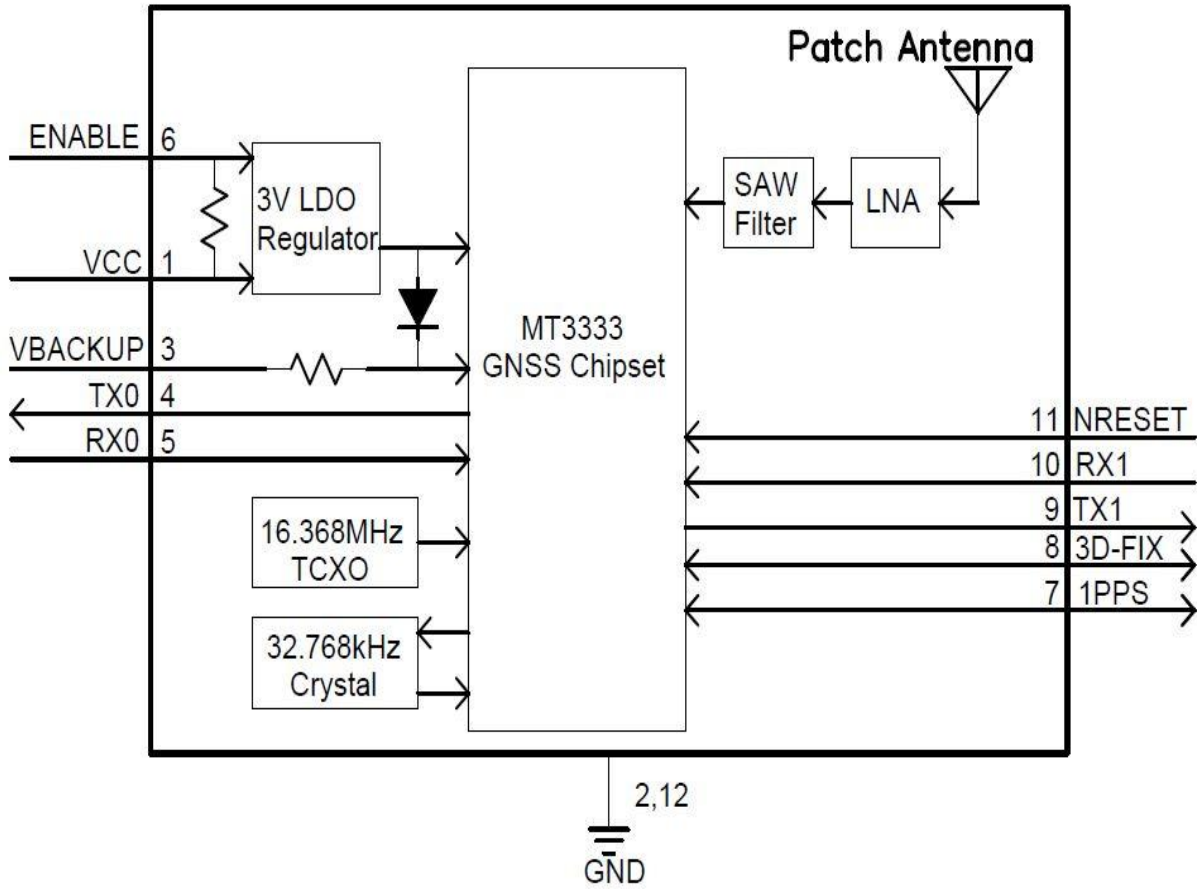 Patch Antenna
ENABLE 6
3V LDO
Regulator
SAW
Filter
LNA
VCC 1
VBACKUP 3
TX0 4
RX0 5
MT3333
GNSS Chipset
11 NRESET
10 RX1
9 TX1
8 3D-FIX
7 1PPS
16.368MHz
TCXO
32.768kHz
Crystal
2,12
GND